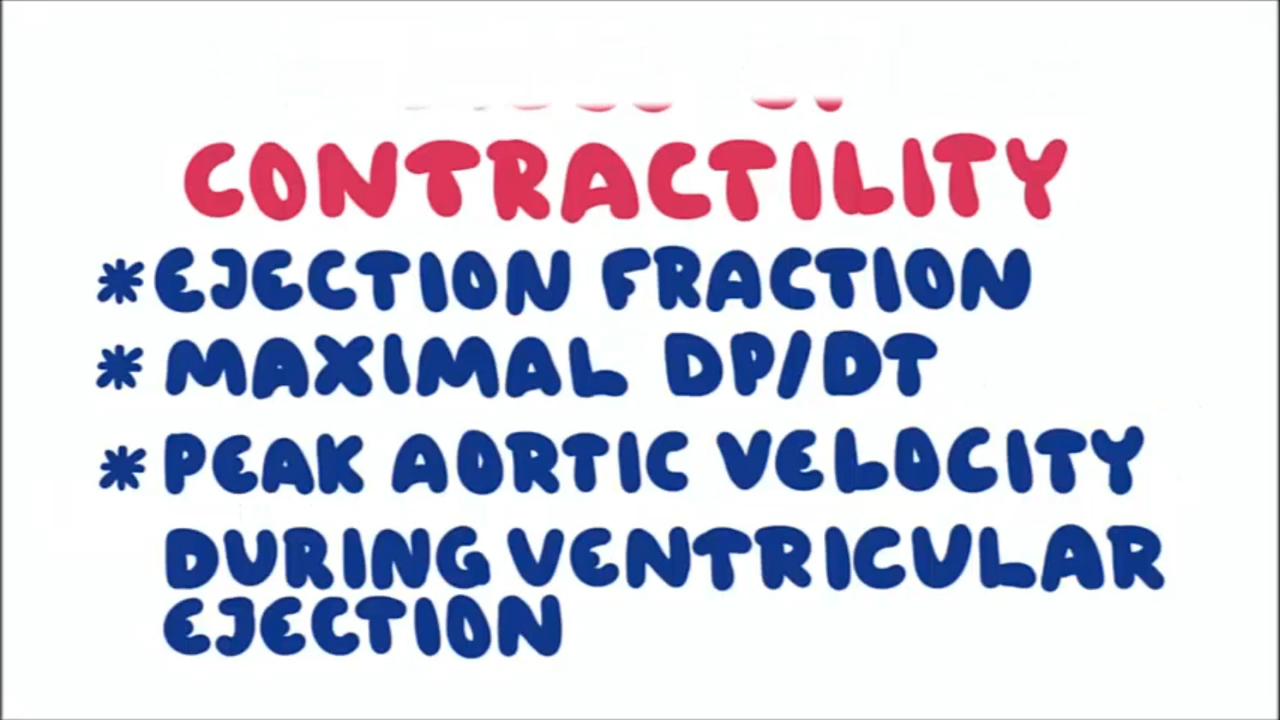 CONTRACTILITY
*EJECTION FRACTION
* MAXIMAL DP/DT
* PEAK AORTIC VELOCITY
DURING VENTRICULAR
EJECTION